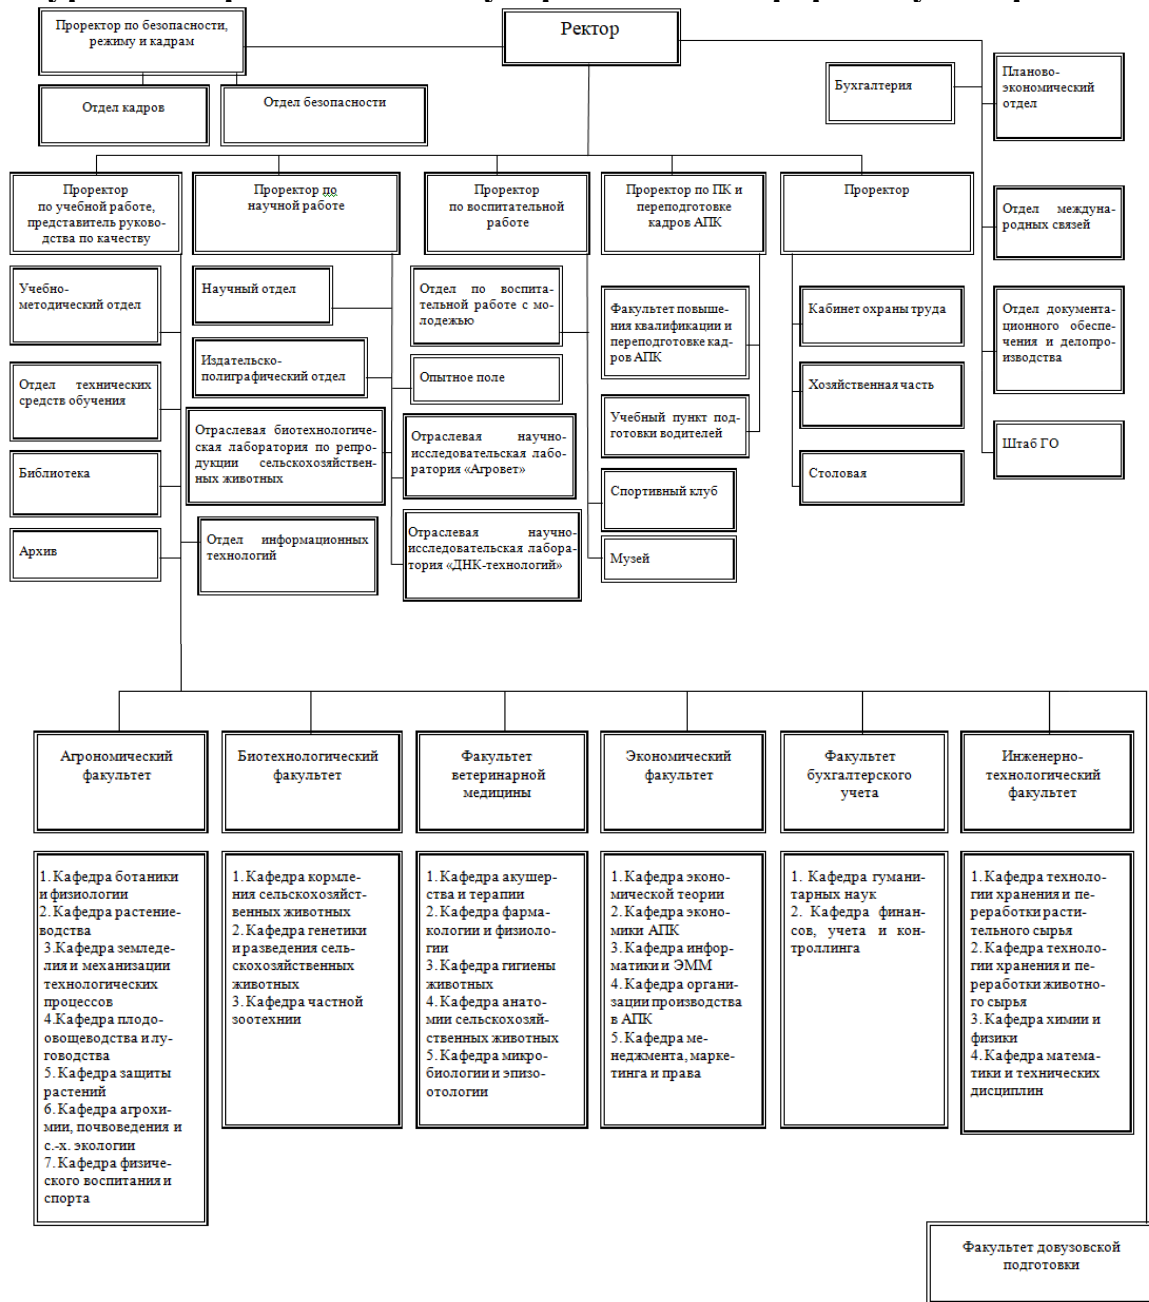 Проректор по безопасности,
режиму и кадрам
Ректор
Отдел кадров
Отдел безопасности
Бухгалтерия
Планово-
экономический
отдел
Проректор
по учебной работе,
представитель руково-
дства по качеству
Проректор по
научной работе
Проректор
по воспитательной
работе
Проректор по ПК и
переподготовке
кадров АПК
Проректор
Отдел междуна-
родных связей
Учебно-
методический отдел
Научный отдел
Отдел по воспита-
тельной работе с мо-
лодежью
Факультет повыше-
ния квалификации и
переподготовке кад-
ров АПК
Кабинет охраны труда
Отдел документа-
ционного обеспе-
чения и делопро-
изводства
Отдел технических
средств обучения
Издательско-
полиграфический отдел
Опытное поле
Хозяйственная часть
Отраслевая биотехнологиче-
ская лаборатория по репро-
дукции сельскохозяйствен-
ных животных
Отраслевая научно-
исследовательская лабо-
ратория «Агровет»
Учебный пункт под-
готовки водителей
Штаб ГО
Библиотека
Спортивный клуб
Столовая
Архив
Отдел информационных
технологий
Отраслевая научно-
исследовательская лабора-
тория «ДНК-технологий»
Музей
Агрономический
факультет
Биотехнологический
факультет
Факультет
ветеринарной
медицины
Экономический
факультет
Факультет
бухгалтерского
учета
Инженерно-
технологический
факультет
1. Кафедра ботаники
и физиологии
2. Кафедра растение-
водства
3.Кафедра земледе-
лия и механизации
технологических
процессов
4.Кафедра плодо-
овощеводства и лу-
говодства
5. Кафедра защиты
растений
6. Кафедра агрохи-
мии, почвоведения и
с.-х. экологии
7. Кафедра физиче-
ского воспитания и
спорта
1. Кафедра кормле-
ния сельскохозяйст-
венных животных
2. Кафедра генетики
и разведения сель-
скохозяйственных
животных
3. Кафедра частной
зоотехнии
1. Кафедра акушер-
ства и терапии
2. Кафедра фарма-
кологии и физиоло-
гии
3. Кафедра гигиены
животных
4. Кафедра анато-
мии сельскохозяй-
ственных животных
5. Кафедра микро-
биологии и эпизо-
отологии
1. Кафедра эконо-
мической теории
2. Кафедра эконо-
мики АПК
3. Кафедра инфор-
матики и ЭММ
4. Кафедра органи-
зации производства
в АПК
5. Кафедра ме-
неджмента, марке-
тинга и права
1. Кафедра гумани-
тарных наук
2. Кафедра финан-
сов, учета и кон-
троллинга
1. Кафедра техноло-
гии хранения и пе-
реработки расти-
тельного сырья
2. Кафедра техноло-
гии хранения и пе-
реработки животно-
го сырья
3. Кафедра химии и
физики
4. Кафедра матема-
тики и технических
дисциплин
Факультет довузовской
подготовки